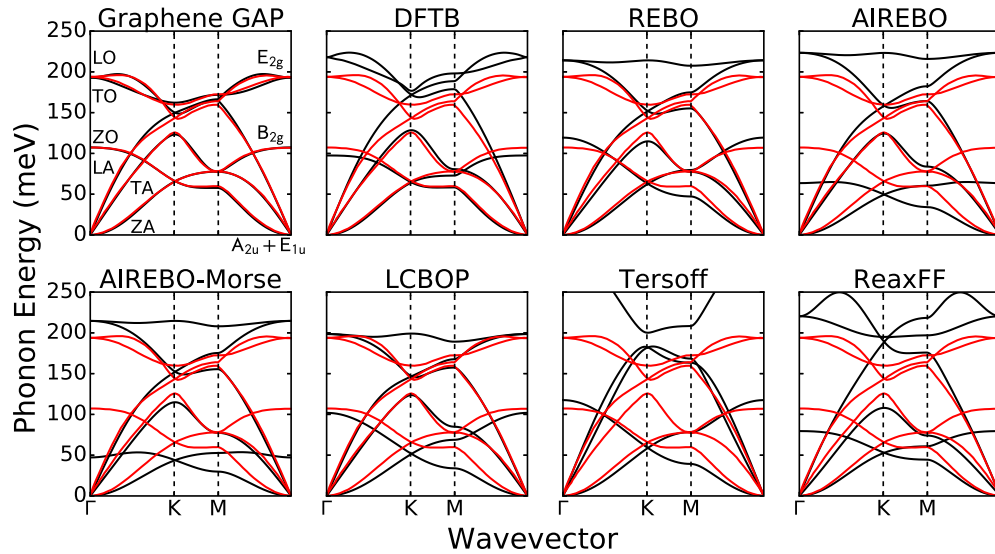 Graphene GAP DFTB REBO AIREBO
250
200
150
100
50
0
LO
TO
ZO
LA
TA
ZA
E2g
B2g
A2u + E1u
AIREBO-Morse LCBOP Tersoff ReaxFF
250
200
150
100
50
0
Γ K M Γ K M Γ K M Γ K M
Phonon Energy (meV)
Wavevector